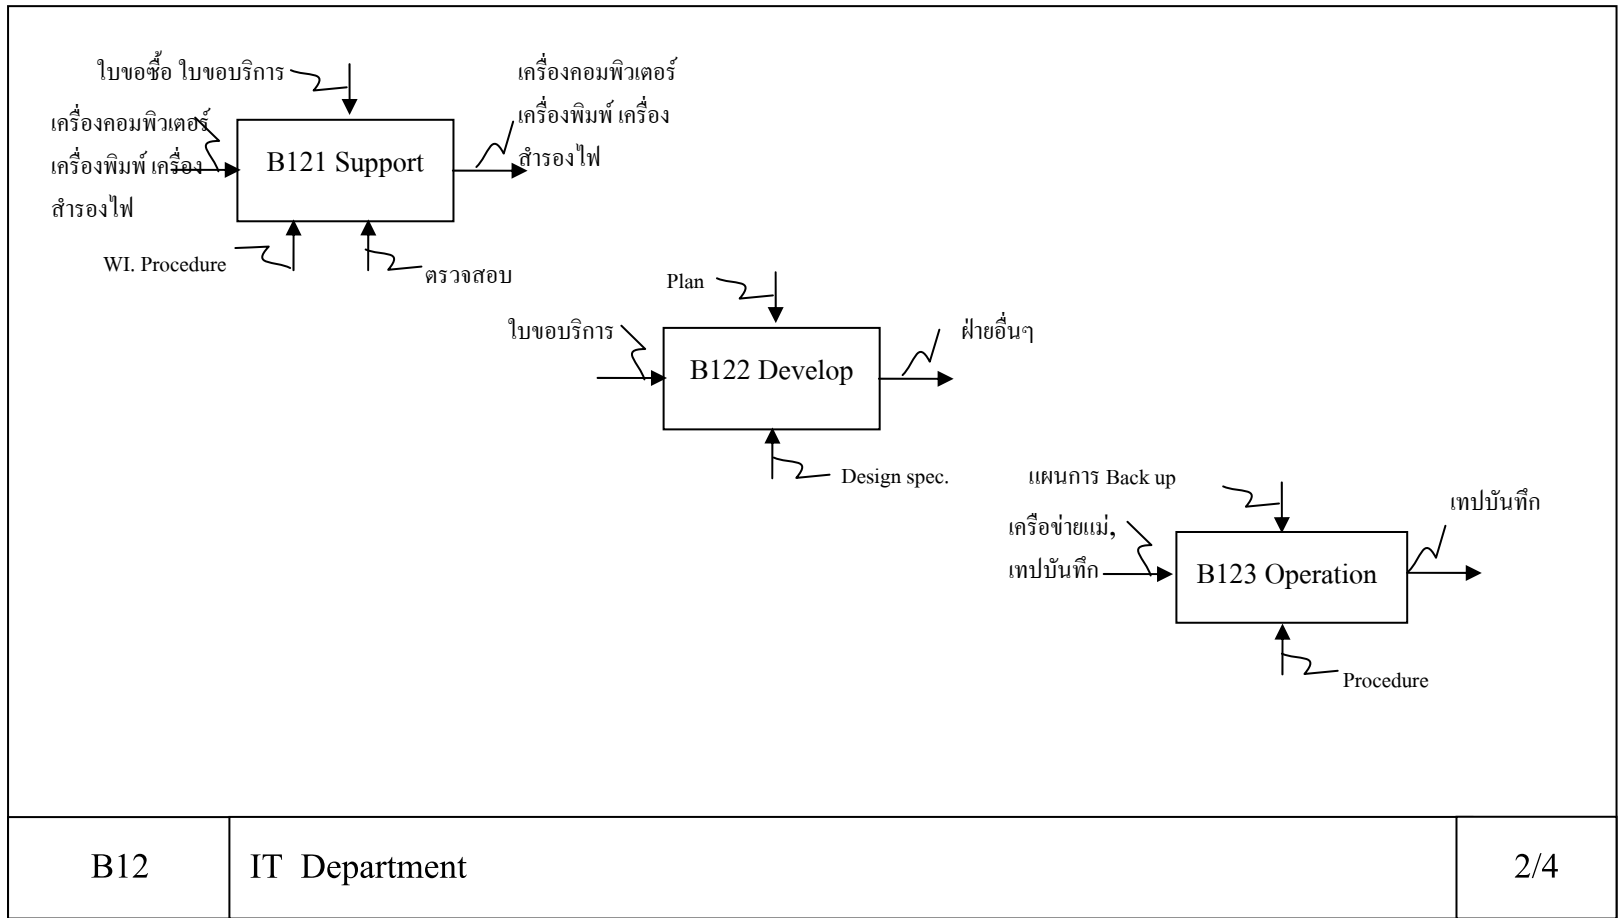 ใบขอซื้อ ใบขอบริการ
เครื่องคอมพิวเตอร์
เครื่องพิมพ์ เครื่อง
สำรองไฟ
B121 Support
เครื่องคอมพิวเตอร์
เครื่องพิมพ์ เครื่อง
สำรองไฟ
WI. Procedure
ตรวจสอบ
Plan
ใบขอบริการ
B122 Develop
ฝ่ายอื่นๆ
Design spec.
แผนการ Back up
เครือข่ายแม่,
เทปบันทึก
B123 Operation
เทปบันทึก
Procedure
B12
IT Department
2/4